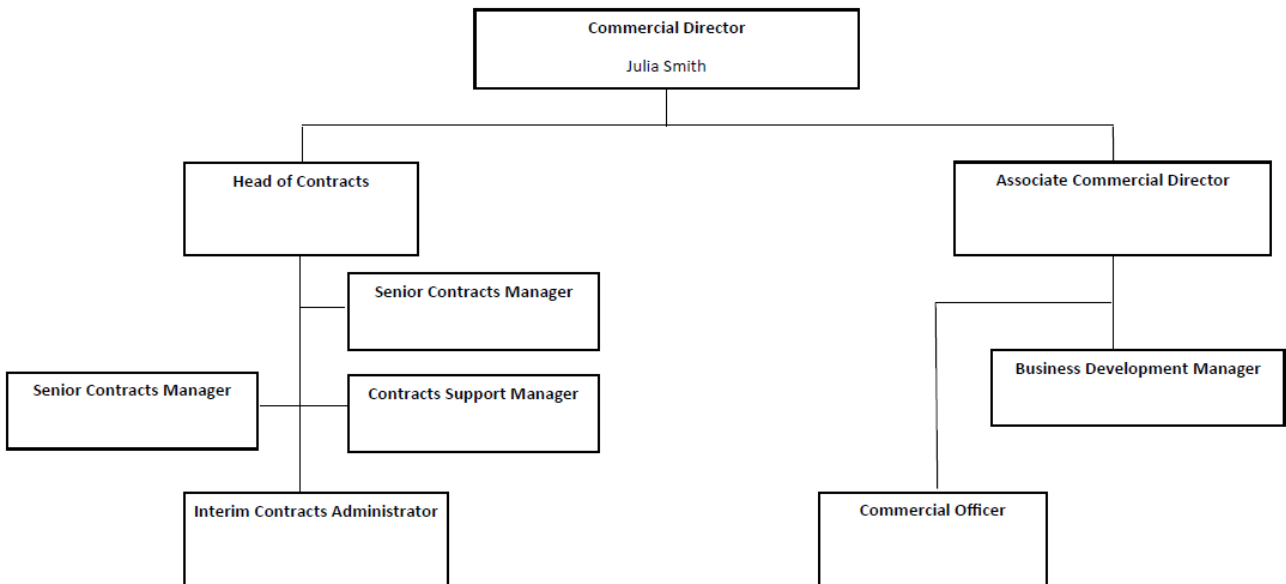 Commercial Director
Julia Smith
Head of Contracts
Associate Commercial Director
Senior Contracts Manager
Business Development Manager
Senior Contracts Manager
Contracts Support Manager
Interim Contracts Administrator
Commercial Officer